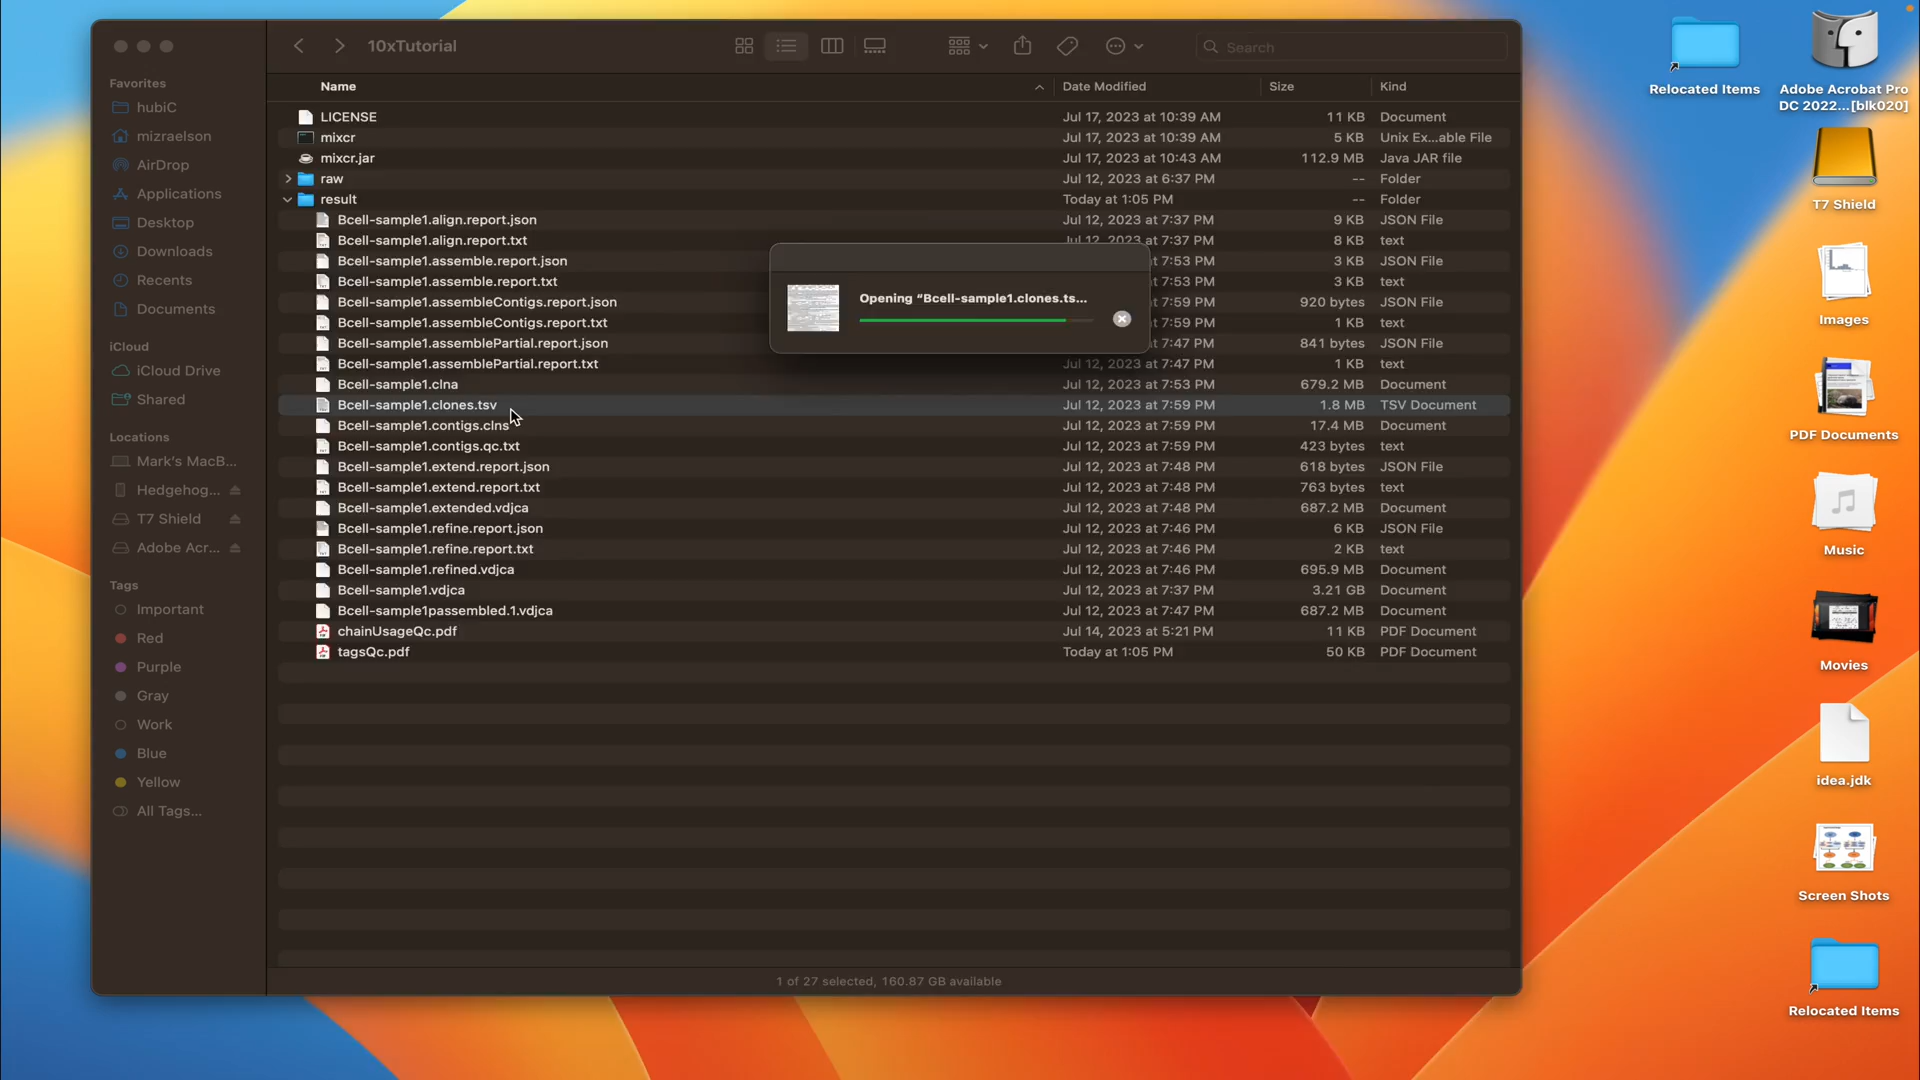 10xTutorial
Search
Name Date Modified Size Kind
Favorites
hubiC
mizraelson
AirDrop
Applications
Desktop
Downloads
Recents
Documents
iCloud
iCloud Drive
Shared
Locations
Mark's MacB...
Hedgehog...
T7 Shield
Adobe Acr...
Tags
Important
Red
Purple
Gray
Work
Blue
Yellow
All Tags...
LICENSE Jul 17, 2023 at 10:39 AM 11 KB Document
mixcr Jul 17, 2023 at 10:39 AM 5 KB Unix Ex...able File
mixcr.jar Jul 17, 2023 at 10:43 AM 112.9 MB Java JAR file
raw Jul 12, 2023 at 6:37 PM -- Folder
result Today at 1:05 PM -- Folder
Bcell-sample1.align.report.json Jul 12, 2023 at 7:37 PM 9 KB JSON File
Bcell-sample1.align.report.txt Jul 12, 2023 at 7:37 PM 8 KB text
Bcell-sample1.assemble.report.json 7:53 PM 3 KB JSON File
Bcell-sample1.assemble.report.txt 7:53 PM 3 KB text
Bcell-sample1.assembleContigs.report.json 7:59 PM 920 bytes JSON File
Bcell-sample1.assembleContigs.report.txt 7:59 PM 1 KB text
Bcell-sample1.assemblePartial.report.json 7:47 PM 841 bytes JSON File
Bcell-sample1.assemblePartial.report.txt Jul 12, 2023 at 7:47 PM 1 KB text
Bcell-sample1.clna Jul 12, 2023 at 7:53 PM 679.2 MB Document
Bcell-sample1.clones.tsv Jul 12, 2023 at 7:59 PM 1.8 MB TSV Document
Bcell-sample1.contigs.clns Jul 12, 2023 at 7:59 PM 17.4 MB Document
Bcell-sample1.contigs.qc.txt Jul 12, 2023 at 7:59 PM 423 bytes text
Bcell-sample1.extend.report.json Jul 12, 2023 at 7:48 PM 618 bytes JSON File
Bcell-sample1.extend.report.txt Jul 12, 2023 at 7:48 PM 763 bytes text
Bcell-sample1.extended.vdjca Jul 12, 2023 at 7:48 PM 687.2 MB Document
Bcell-sample1.refine.report.json Jul 12, 2023 at 7:46 PM 6 KB JSON File
Bcell-sample1.refine.report.txt Jul 12, 2023 at 7:46 PM 2 KB text
Bcell-sample1.refined.vdjca Jul 12, 2023 at 7:46 PM 695.9 MB Document
Bcell-sample1.vdjca Jul 12, 2023 at 7:47 PM 3.21 GB Document
Bcell-sample1passembled.1.vdjca Jul 12, 2023 at 7:47 PM 687.2 MB Document
chainUsageQc.pdf Jul 14, 2023 at 5:21 PM 11 KB PDF Document
tagsQc.pdf Today at 1:05 PM 50 KB PDF Document
Opening “Bcell-sample1.clones.ts...
1 of 27 selected, 160.87 GB available
Relocated Items
Adobe Acrobat Pro
DC 2022...[blk020]
T7 Shield
Images
PDF Documents
Music
Movies
idea.jdk
Screen Shots
Relocated Items